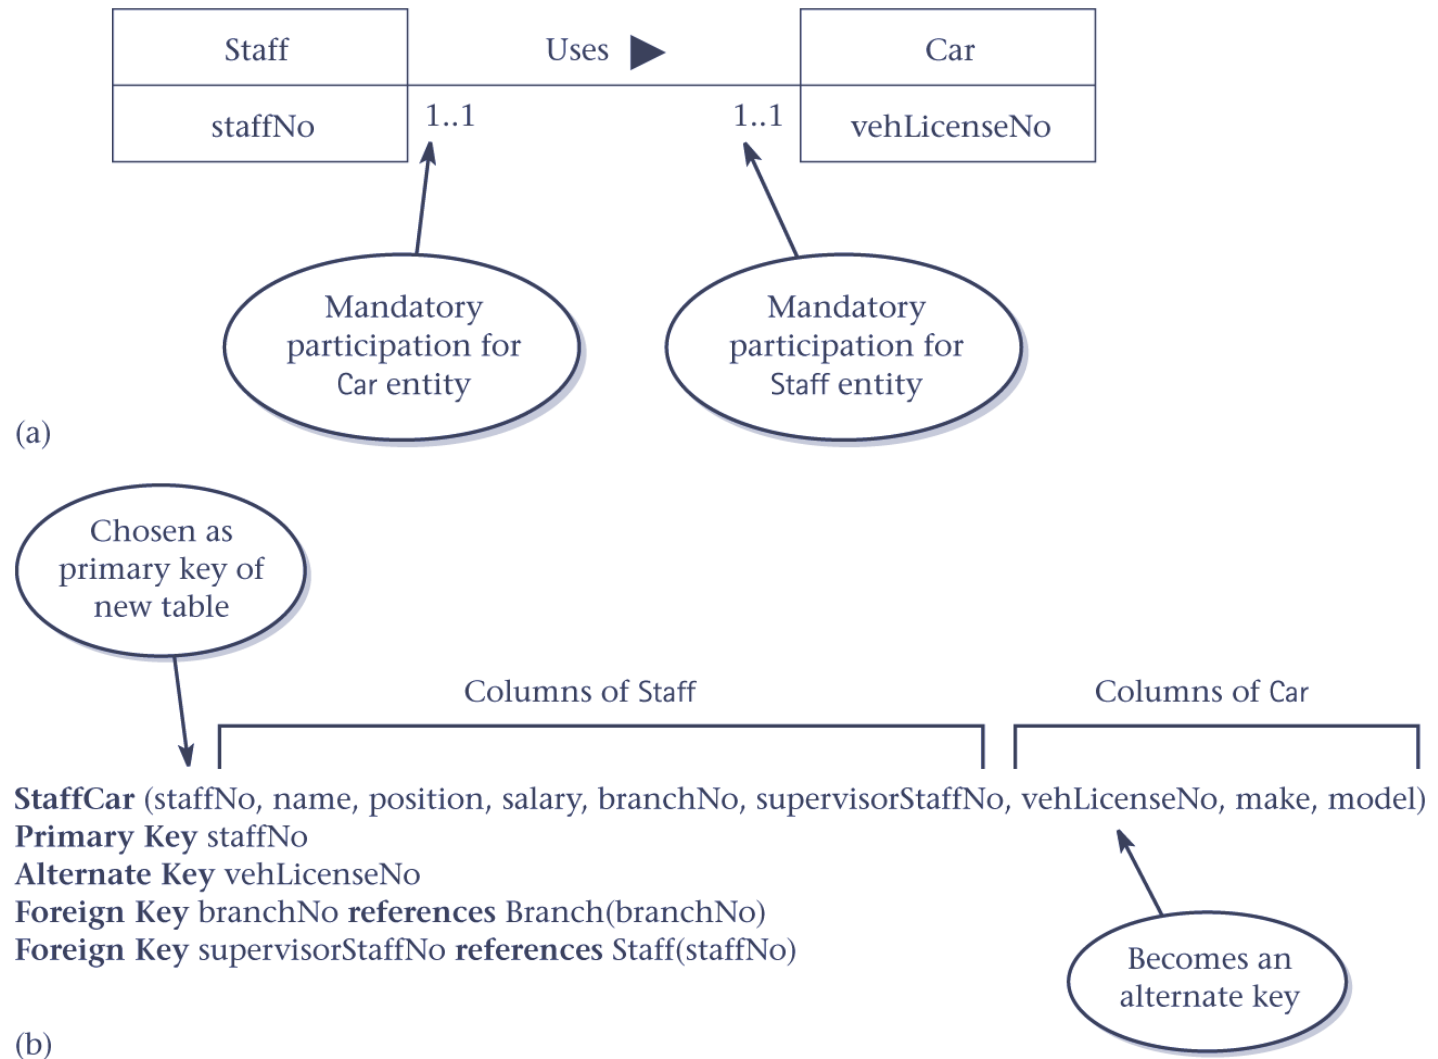 Staff
Uses
Car
staffNo
1..1
1..1
vehLicenseNo
Mandatory
participation for
Car entity
Mandatory
participation for
Staff entity
(a)
Chosen as
primary key of
new table
Columns of Staff
Columns of Car
StaffCar (staffNo, name, position, salary, branchNo, supervisorStaffNo, vehLicenseNo, make, model)
Primary Key staffNo
Alternate Key vehLicenseNo
Foreign Key branchNo references Branch(branchNo)
Foreign Key supervisorStaffNo references Staff(staffNo)
Becomes an
alternate key
(b)